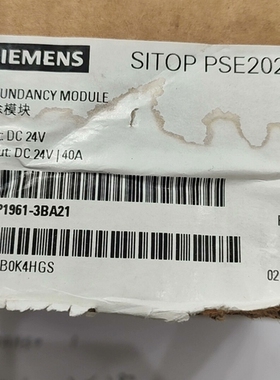 SIEMENS SITOP PSE202
UNDANCY MODULE
模块
: DC 24V
ut: DC 24V | 40A
P1961-3BA21
B0K4HGS
02